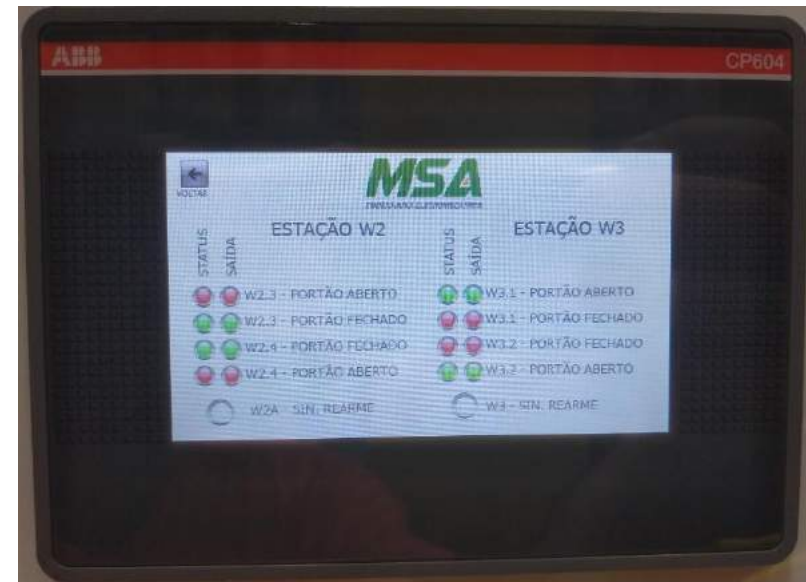 ABB
CP604
VOLTAR
MSA
ESTAÇÃO W2
STATUS
SAÍDA
W2.3 - PORTÃO ABERTO
W2.3 - PORTÃO FECHADO
W2.4 - PORTÃO FECHADO
W2.4 - PORTÃO ABERTO
W2A - SIN. REARME
ESTAÇÃO W3
STATUS
SAÍDA
W3.1 - PORTÃO ABERTO
W3.1 - PORTÃO FECHADO
W3.2 - PORTÃO FECHADO
W3.2 - PORTÃO ABERTO
W3 - SIN. REARME